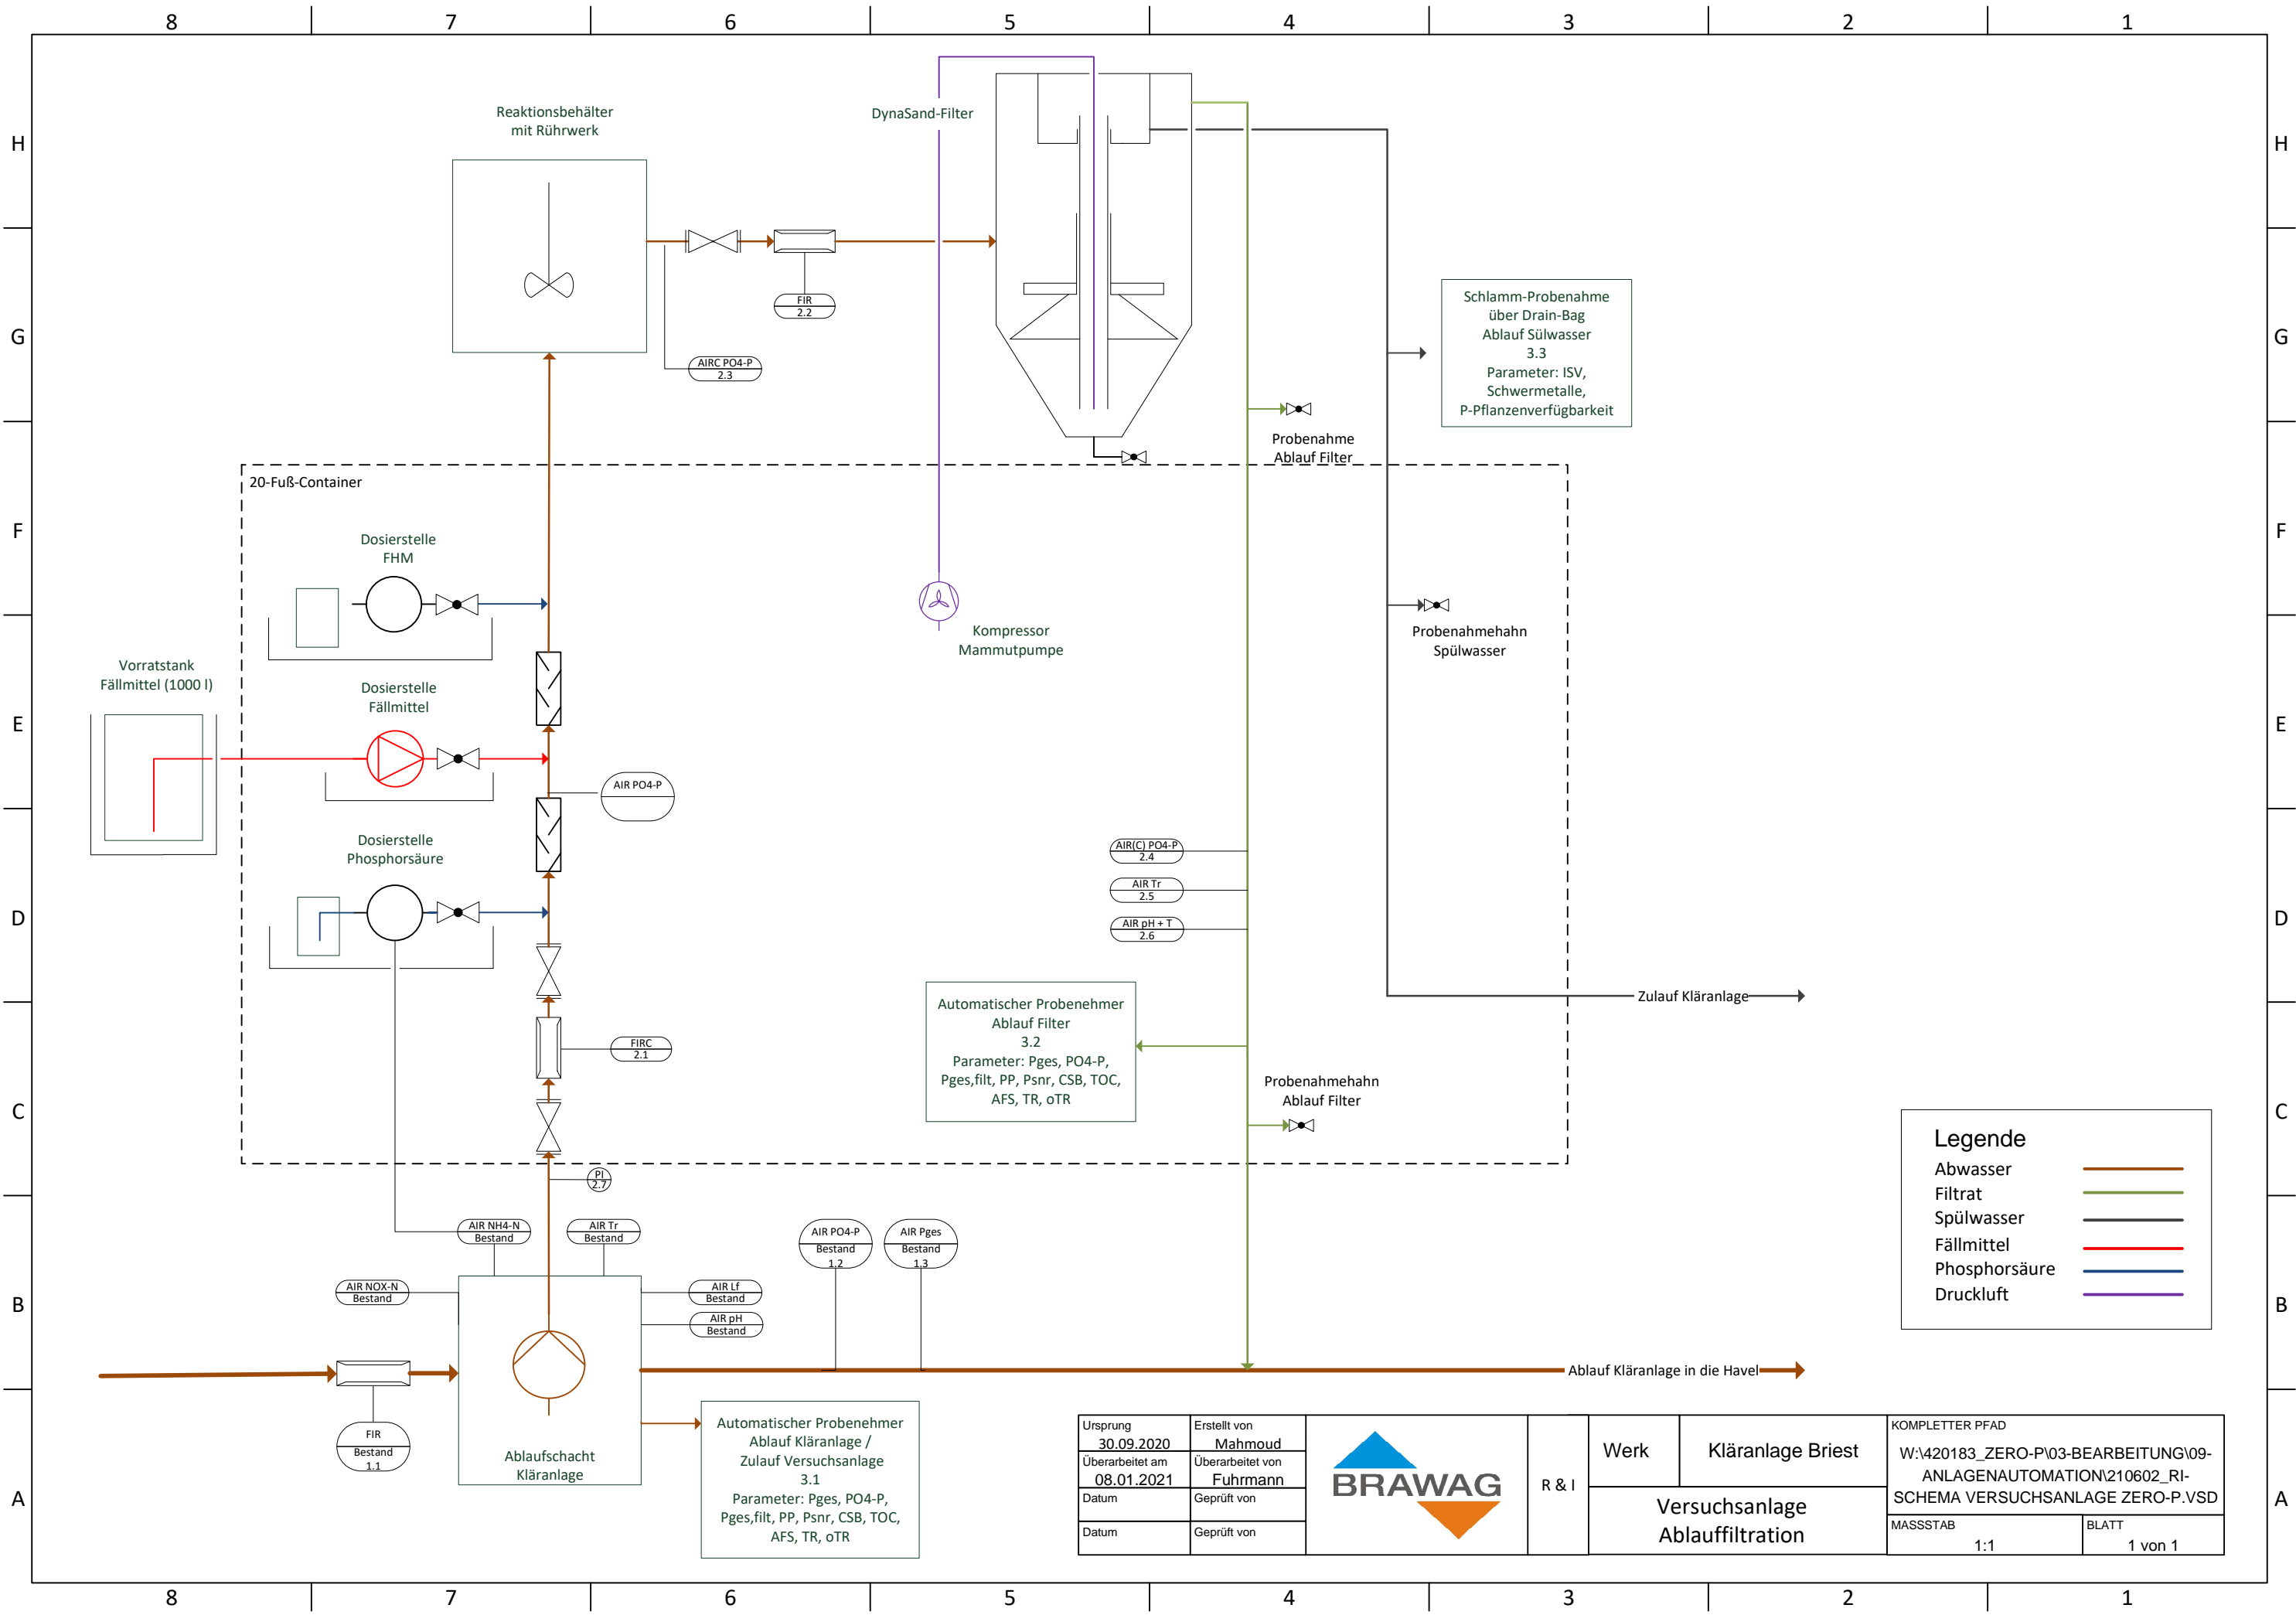 8 7 6 5 4 3 2 1
H
H
G
G
F
F
E
E
D
D
C
C
B
B
A
A
Reaktionsbehälter
mit Rührwerk
DynaSand-Filter
FIR
2.2
AIRC PO4-P
2.3
Schlamm-Probenahme
über Drain-Bag
Ablauf Sülwasser
3.3
Parameter: ISV,
Schwermetalle,
P-Pflanzenverfügbarkeit
Probenahme
Ablauf Filter
20-Fuß-Container
Dosierstelle
FHM
Kompressor
Mammutpumpe
Probenahmehahn
Spülwasser
Vorratstank
Fällmittel (1000 l)
Dosierstelle
Fällmittel
AIR PO4-P
Dosierstelle
Phosphorsäure
AIR(C) PO4-P
2.4
AIR Tr
2.5
AIR pH + T
2.6
Zulauf Kläranlage
Automatischer Probenehmer
Ablauf Filter
3.2
Parameter: Pges, PO4-P,
Pges,filt, PP, Psnr, CSB, TOC,
AFS, TR, oTR
FIRC
2.1
Probenahmehahn
Ablauf Filter
PI
2.7
AIR NH4-N
Bestand
AIR Tr
Bestand
AIR PO4-P
Bestand
1.2
AIR Pges
Bestand
1.3
AIR NOX-N
Bestand
AIR Lf
Bestand
AIR pH
Bestand
Legende
Abwasser
Filtrat
Spülwasser
Fällmittel
Phosphorsäure
Druckluft
Ablauf Kläranlage in die Havel
FIR
Bestand
1.1
Ablaufschacht
Kläranlage
Automatischer Probenehmer
Ablauf Kläranlage /
Zulauf Versuchsanlage
3.1
Parameter: Pges, PO4-P,
Pges,filt, PP, Psnr, CSB, TOC,
AFS, TR, oTR
Ursprung
30.09.2020
Erstellt von
Mahmoud
Überarbeitet am
08.01.2021
Überarbeitet von
Fuhrmann
Datum
Geprüft von
Datum
Geprüft von
BRAWAG
R & I
Werk
Kläranlage Briest
Versuchsanlage
Ablauffiltration
KOMPLETTER PFAD
W:\420183_ZERO-P\03-BEARBEITUNG\09-
ANLAGENAUTOMATION\210602_RI-
SCHEMA VERSUCHSANLAGE ZERO-P.VSD
MASSSTAB
1:1
BLATT
1 von 1
8 7 6 5 4 3 2 1